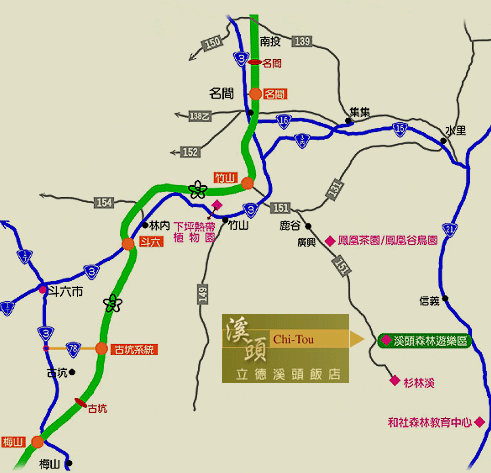 南投
139
150
3
名間
名間
名間
138乙
152
16
3
集集
16
水里
竹山
131
151
154
林內
下坪熱帶
植物園
3
竹山
鹿谷
廣興
鳳凰茶園/鳳凰谷鳥園
21
斗六
3
151
149
斗六市
1
信義
3
78
古坑系統
溪頭
Chi-Tou
立德溪頭飯店
溪頭森林遊樂區
古坑
杉林溪
古坑
和社森林教育中心
梅山
梅山